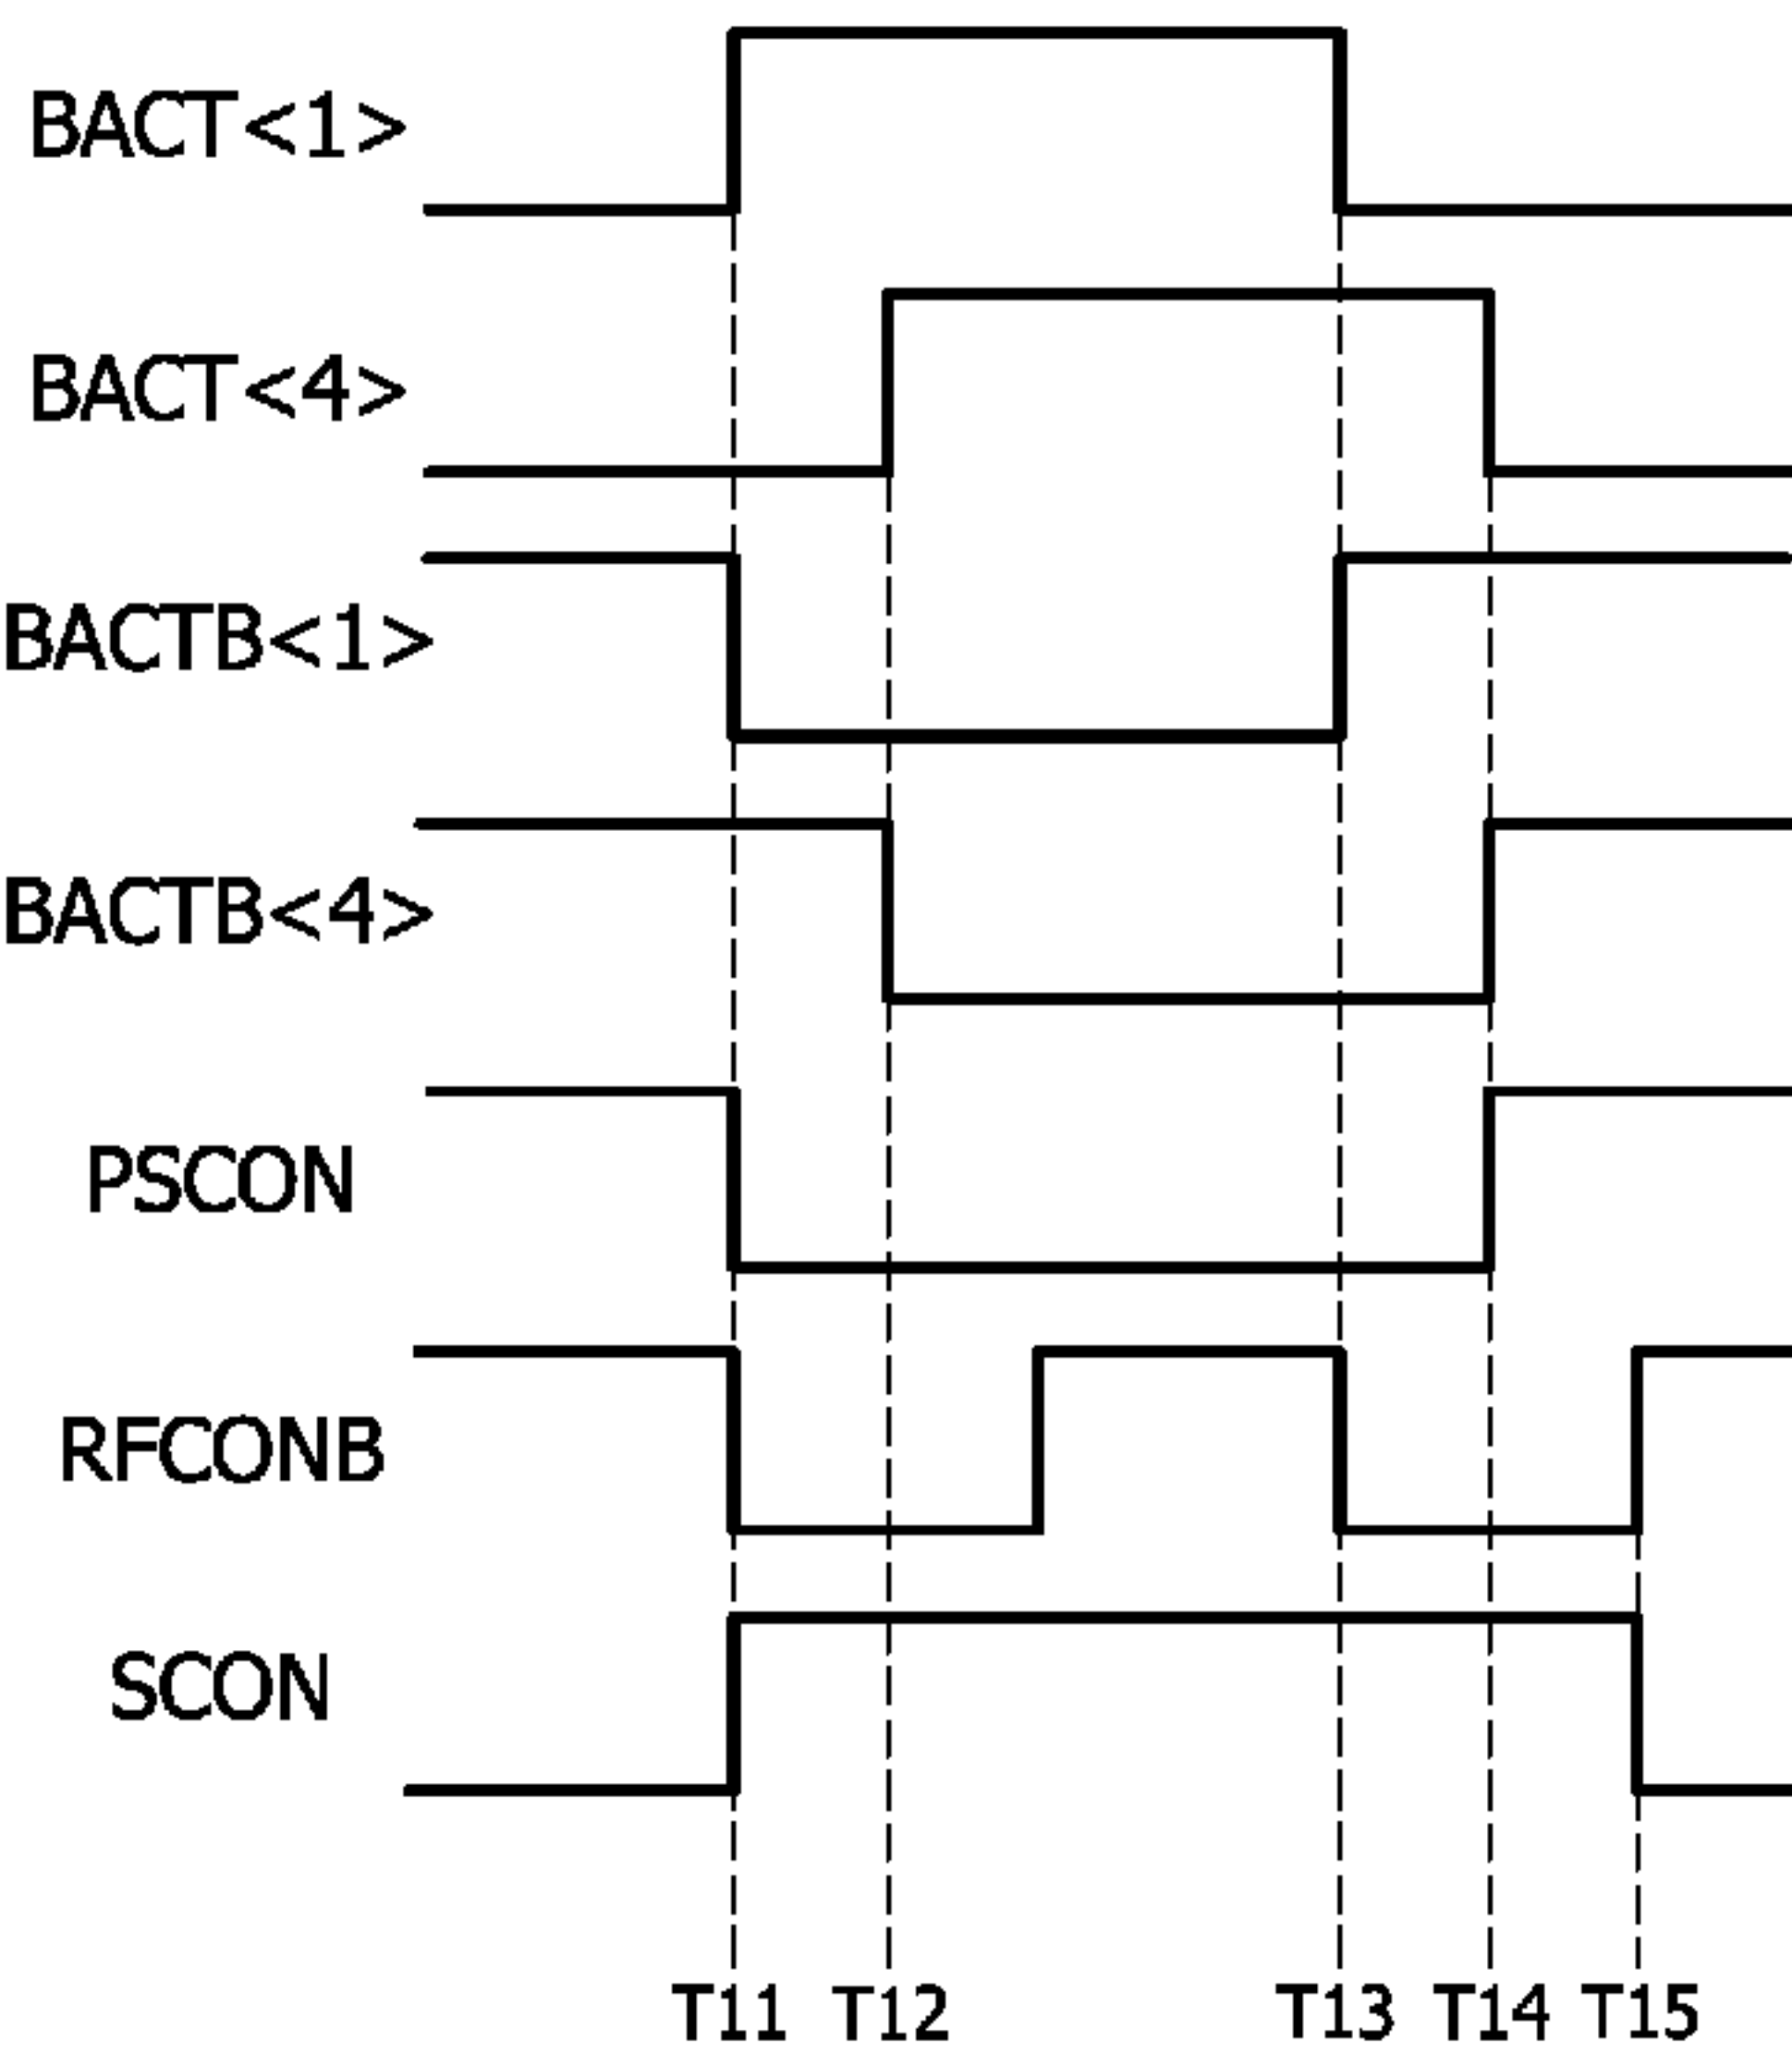 BACT<1>
BACT<4>
BACTB<1>
BACTB<4>
PSCON
RFCONB
SCON
T11 T12 T13 T14 T15